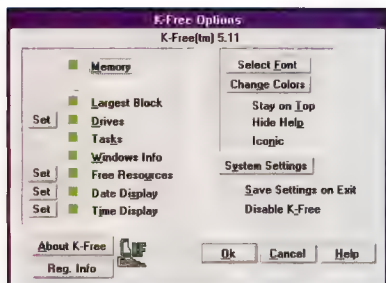 K-Free Options
K-Free(tm) 5.11
Memory
Largest Block
Set Drives
Tasks
Windows Info
Set Free Resources
Set Date Display
Set Time Display
Select Font
Change Colors
Stay on Top
Hide Help
Iconic
System Settings
Save Settings on Exit
Disable K-Free
About K-Free
Reg. Info
Ok Cancel Help